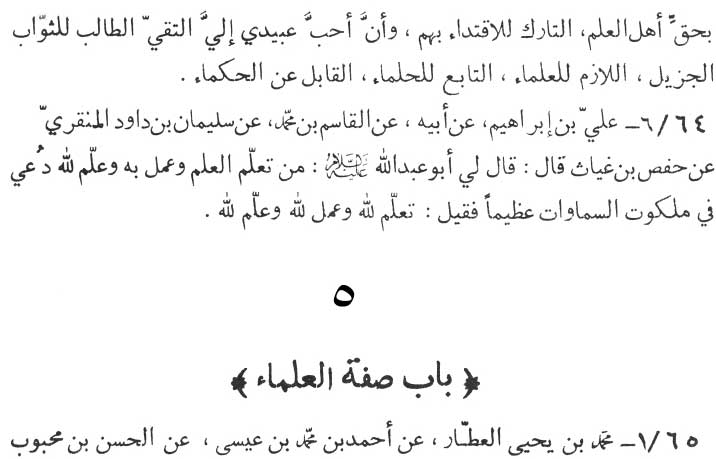 بحقّ أهل العلم، التارك للاقتداء بهم ، وأنَّ أحبَّ عبيدي إليَّ التقيّ الطالب للثوّاب
الجزيل ، اللازم للعلماء ، التابع للحلماء ، القابل عن الحكماء .
٦/٦٤ـ عليّ بن إبراهيم، عن أبيه ، عن القاسم بن محمّد، عن سليمان بن داود المنقريّ
عن حفص بن غياث قال : قال لي أبوعبدالله عليه السلام : من تعلّم العلم وعمل به وعلّم لله دُعي
في ملكوت السماوات عظيماً فقيل : تعلّم لله وعمل لله وعلّم لله .
٥
﴿ باب صفة العلماء ﴾
١/٦٥ـ محمّد بن يحيى العطّار ، عن أحمدبن محمّد بن عيسى ، عن الحسن بن محبوب